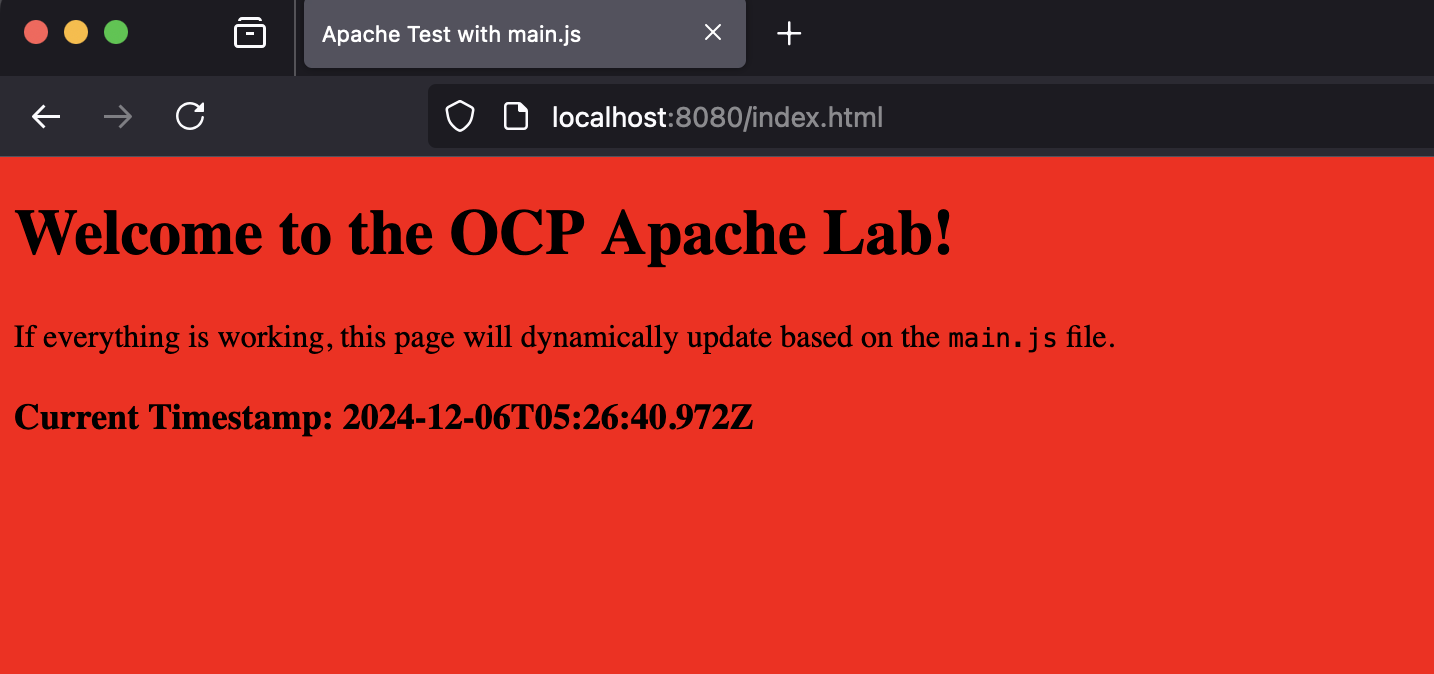 Apache Test with main.js
localhost:8080/index.html
Welcome to the OCP Apache Lab!
If everything is working, this page will dynamically update based on the main.js file.
Current Timestamp: 2024-12-06T05:26:40.972Z